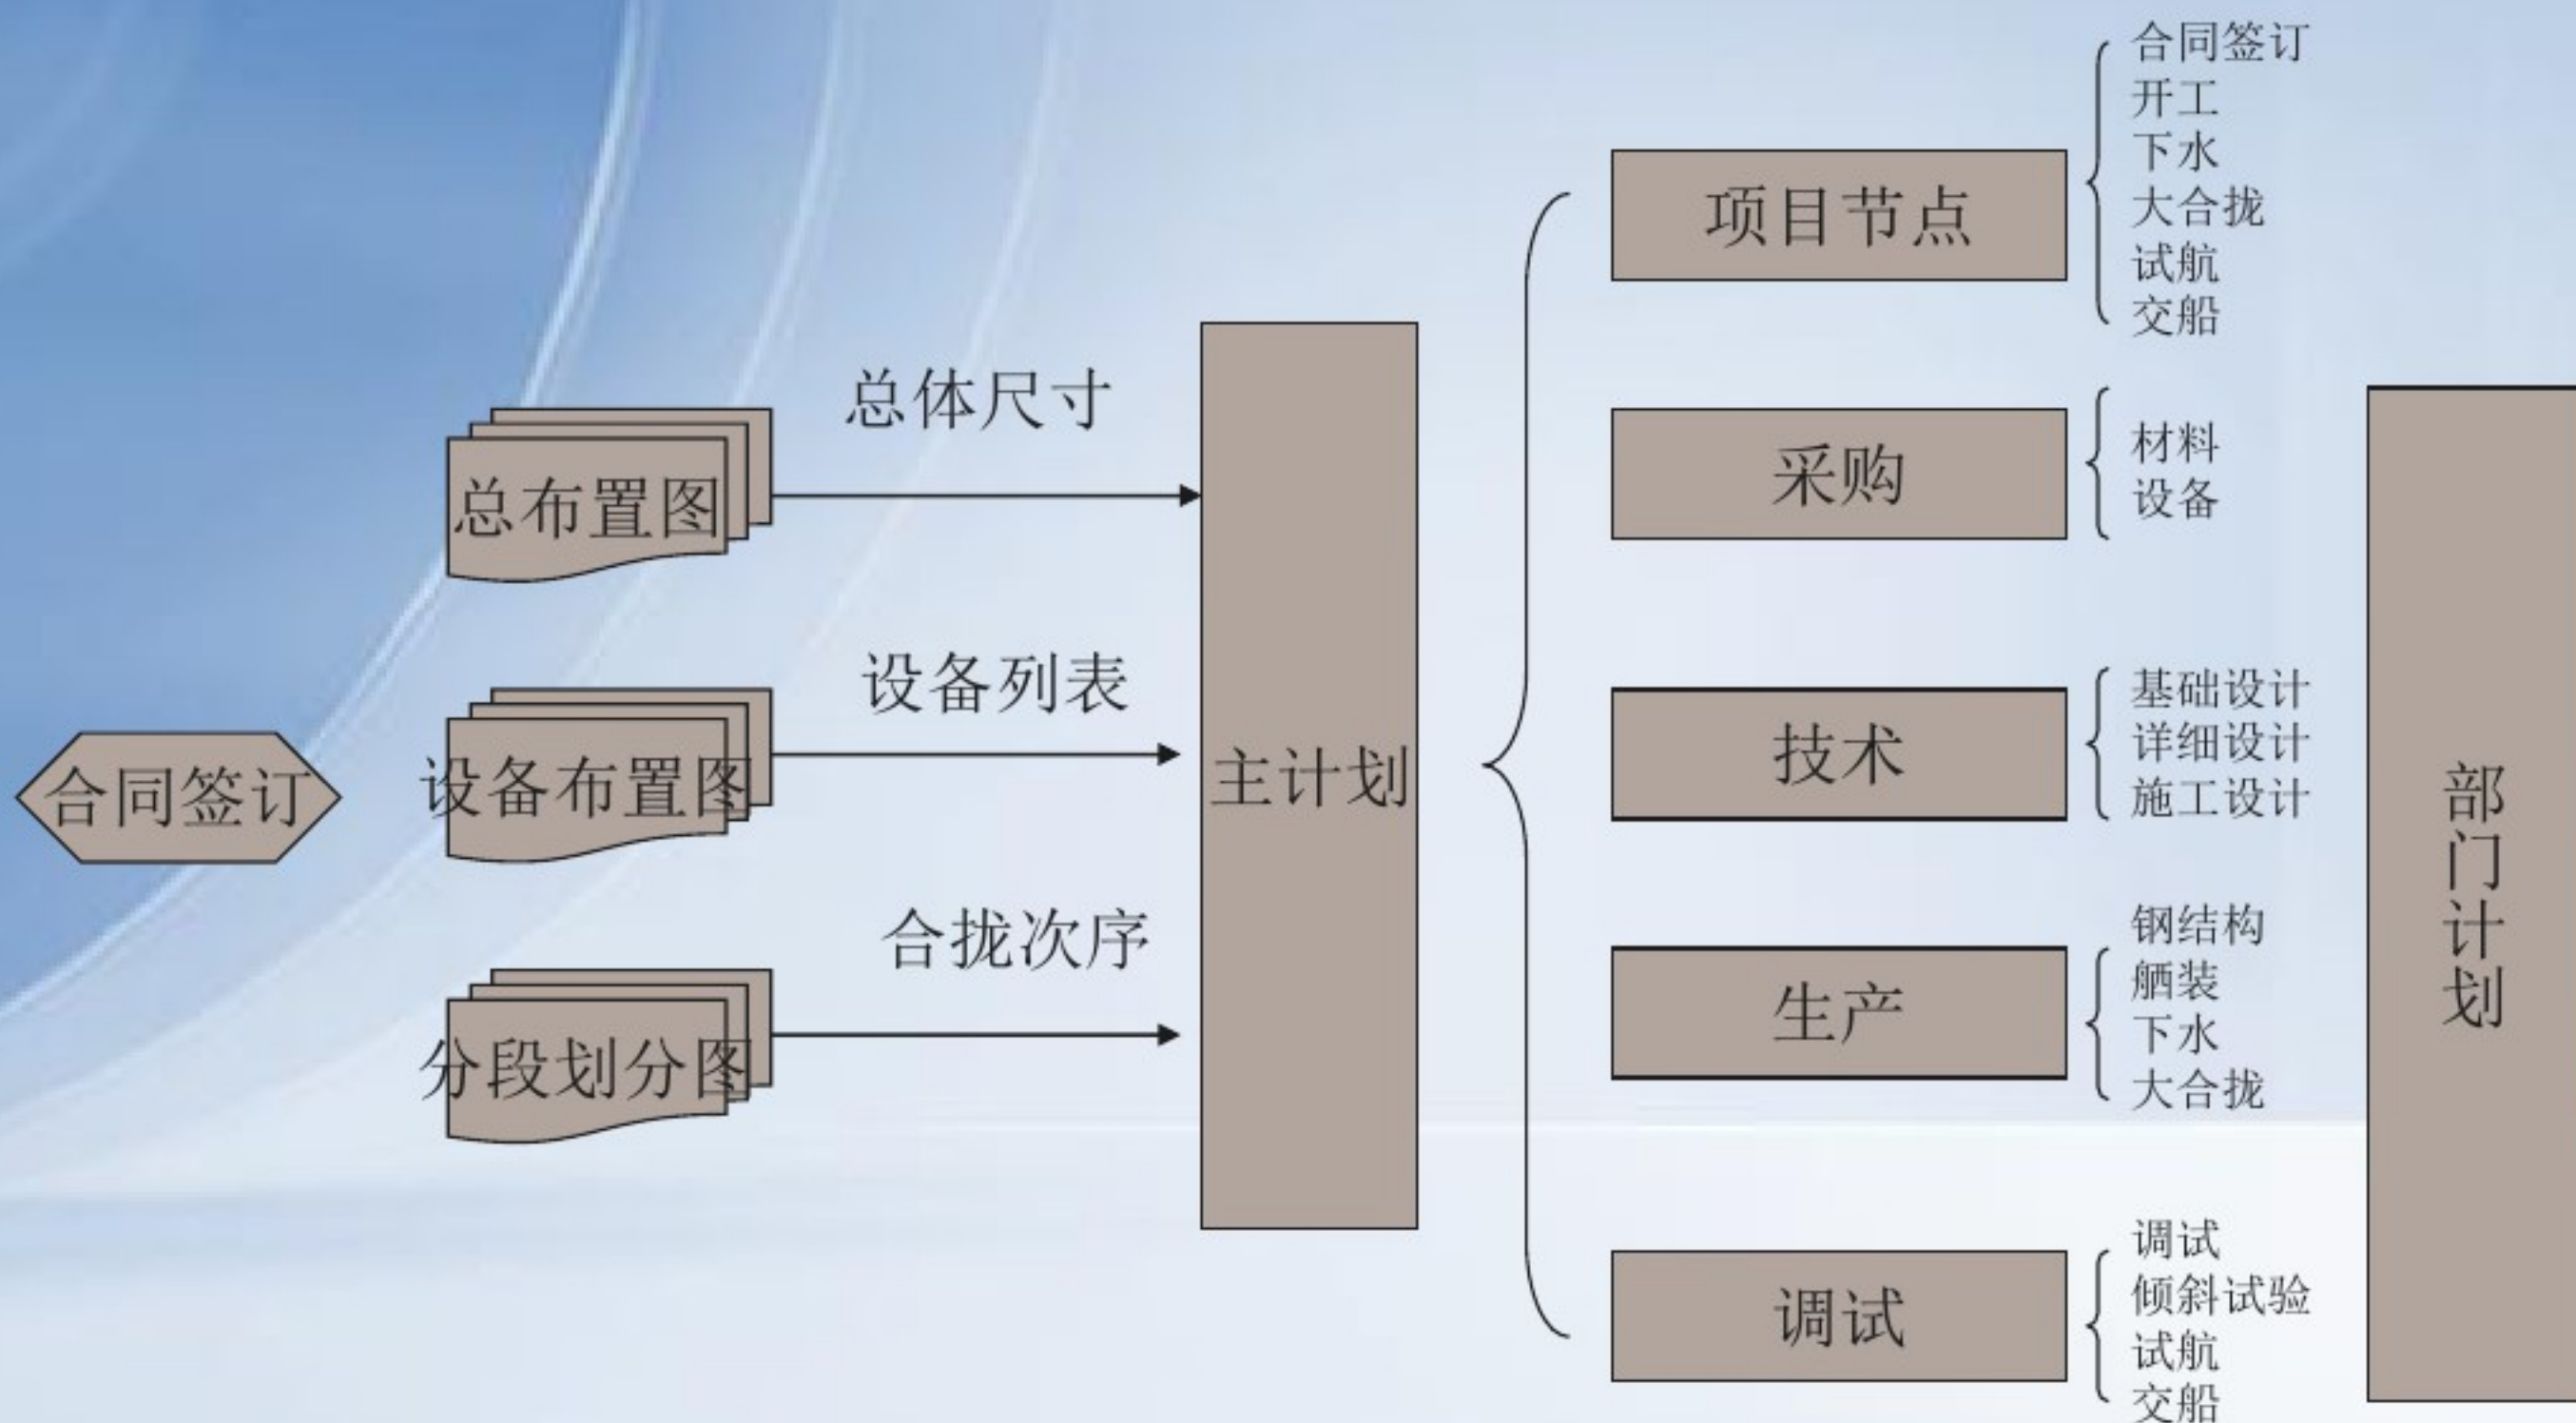 合同签订
总布置图
总体尺寸
设备布置图
设备列表
分段划分图
合拢次序
主计划
项目节点
合同签订
开工
下水
大合拢
试航
交船
采购
材料
设备
技术
基础设计
详细设计
施工设计
生产
钢结构
舾装
下水
大合拢
调试
调试
倾斜试验
试航
交船
部门计划